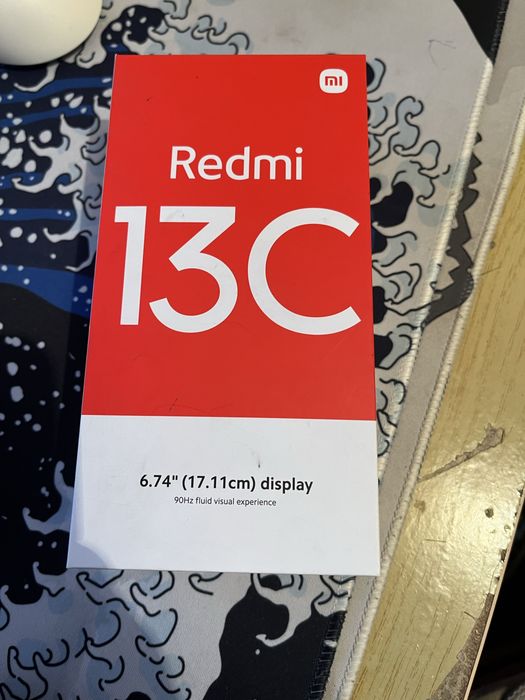 mi
Redmi
13C
6.74" (17.11cm) display
90Hz fluid visual experience